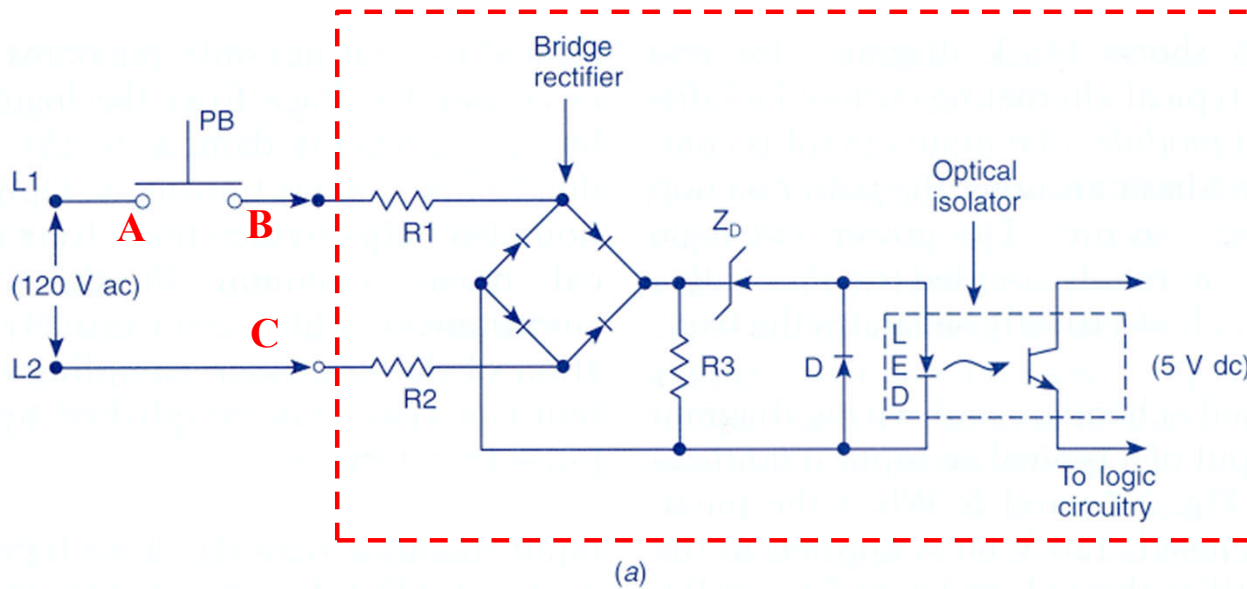 Bridge
rectifier
PB
L1
A
B
R1
Optical
isolator
Z_D
(120 V ac)
C
L2
R2
R3
D
L
E
D
(5 V dc)
To logic
circuitry
(a)